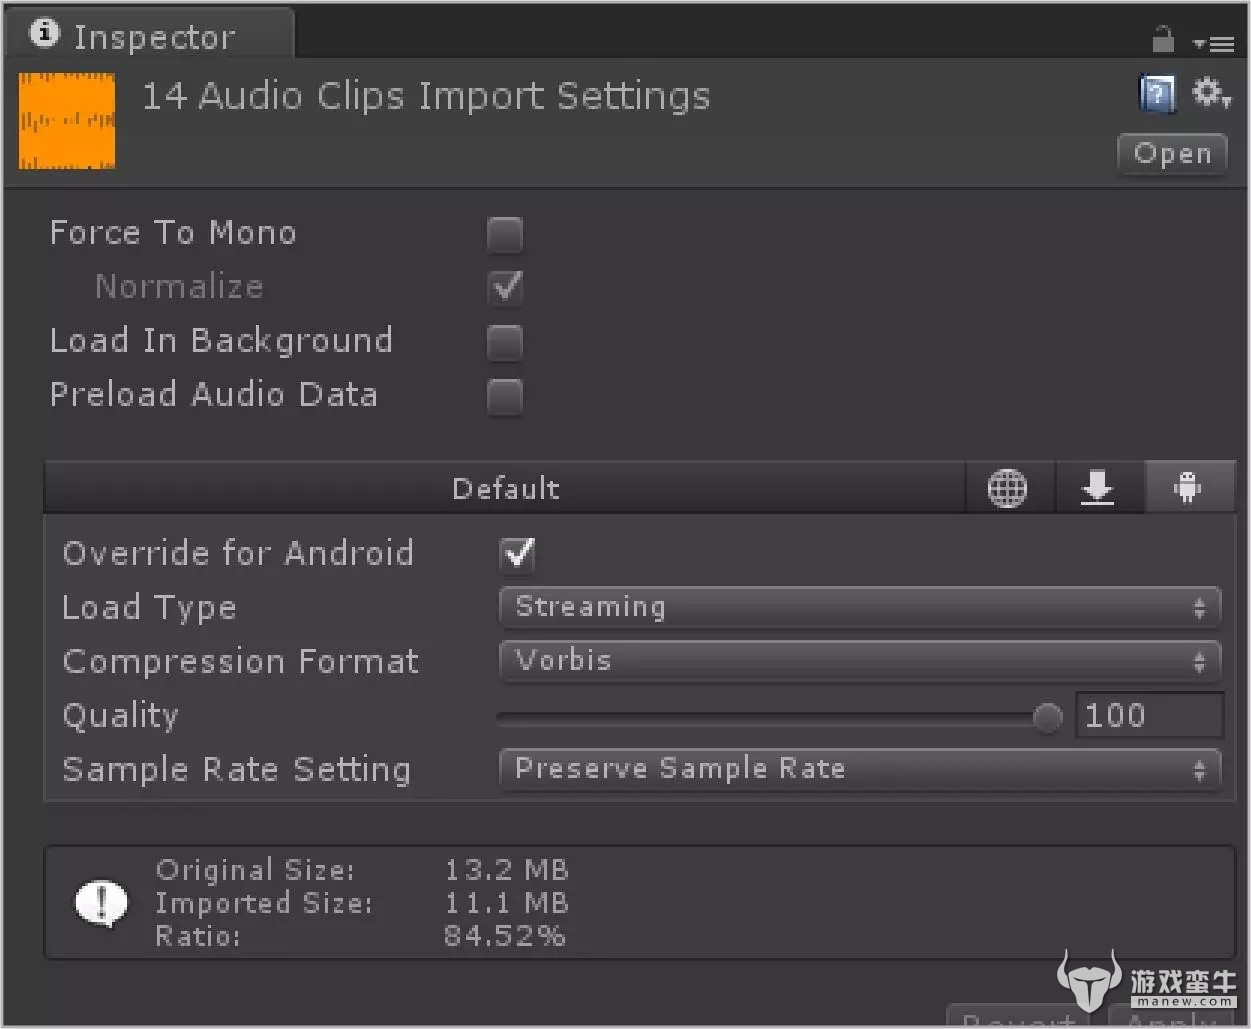 Inspector
14 Audio Clips Import Settings
Open
Force To Mono
Normalize
Load In Background
Preload Audio Data
Default
Override for Android
Load Type Streaming
Compression Format Vorbis
Quality 100
Sample Rate Setting Preserve Sample Rate
Original Size: 13.2 MB
Imported Size: 11.1 MB
Ratio: 84.52%
Revert Apply
游戏蛮牛
manew.com